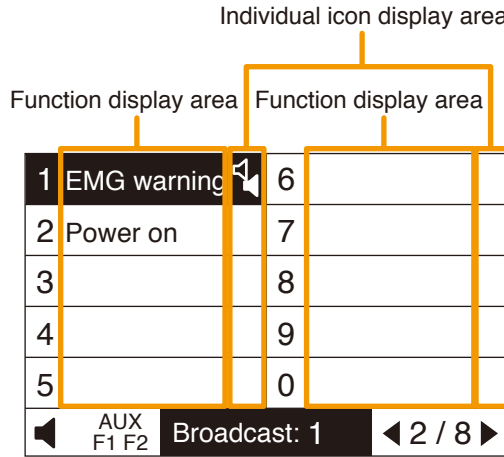 Individual icon display area
Function display area Function display area
1 EMG warning 6
2 Power on 7
3 8
4 9
5 0
AUX
F1 F2 Broadcast: 1 2 / 8